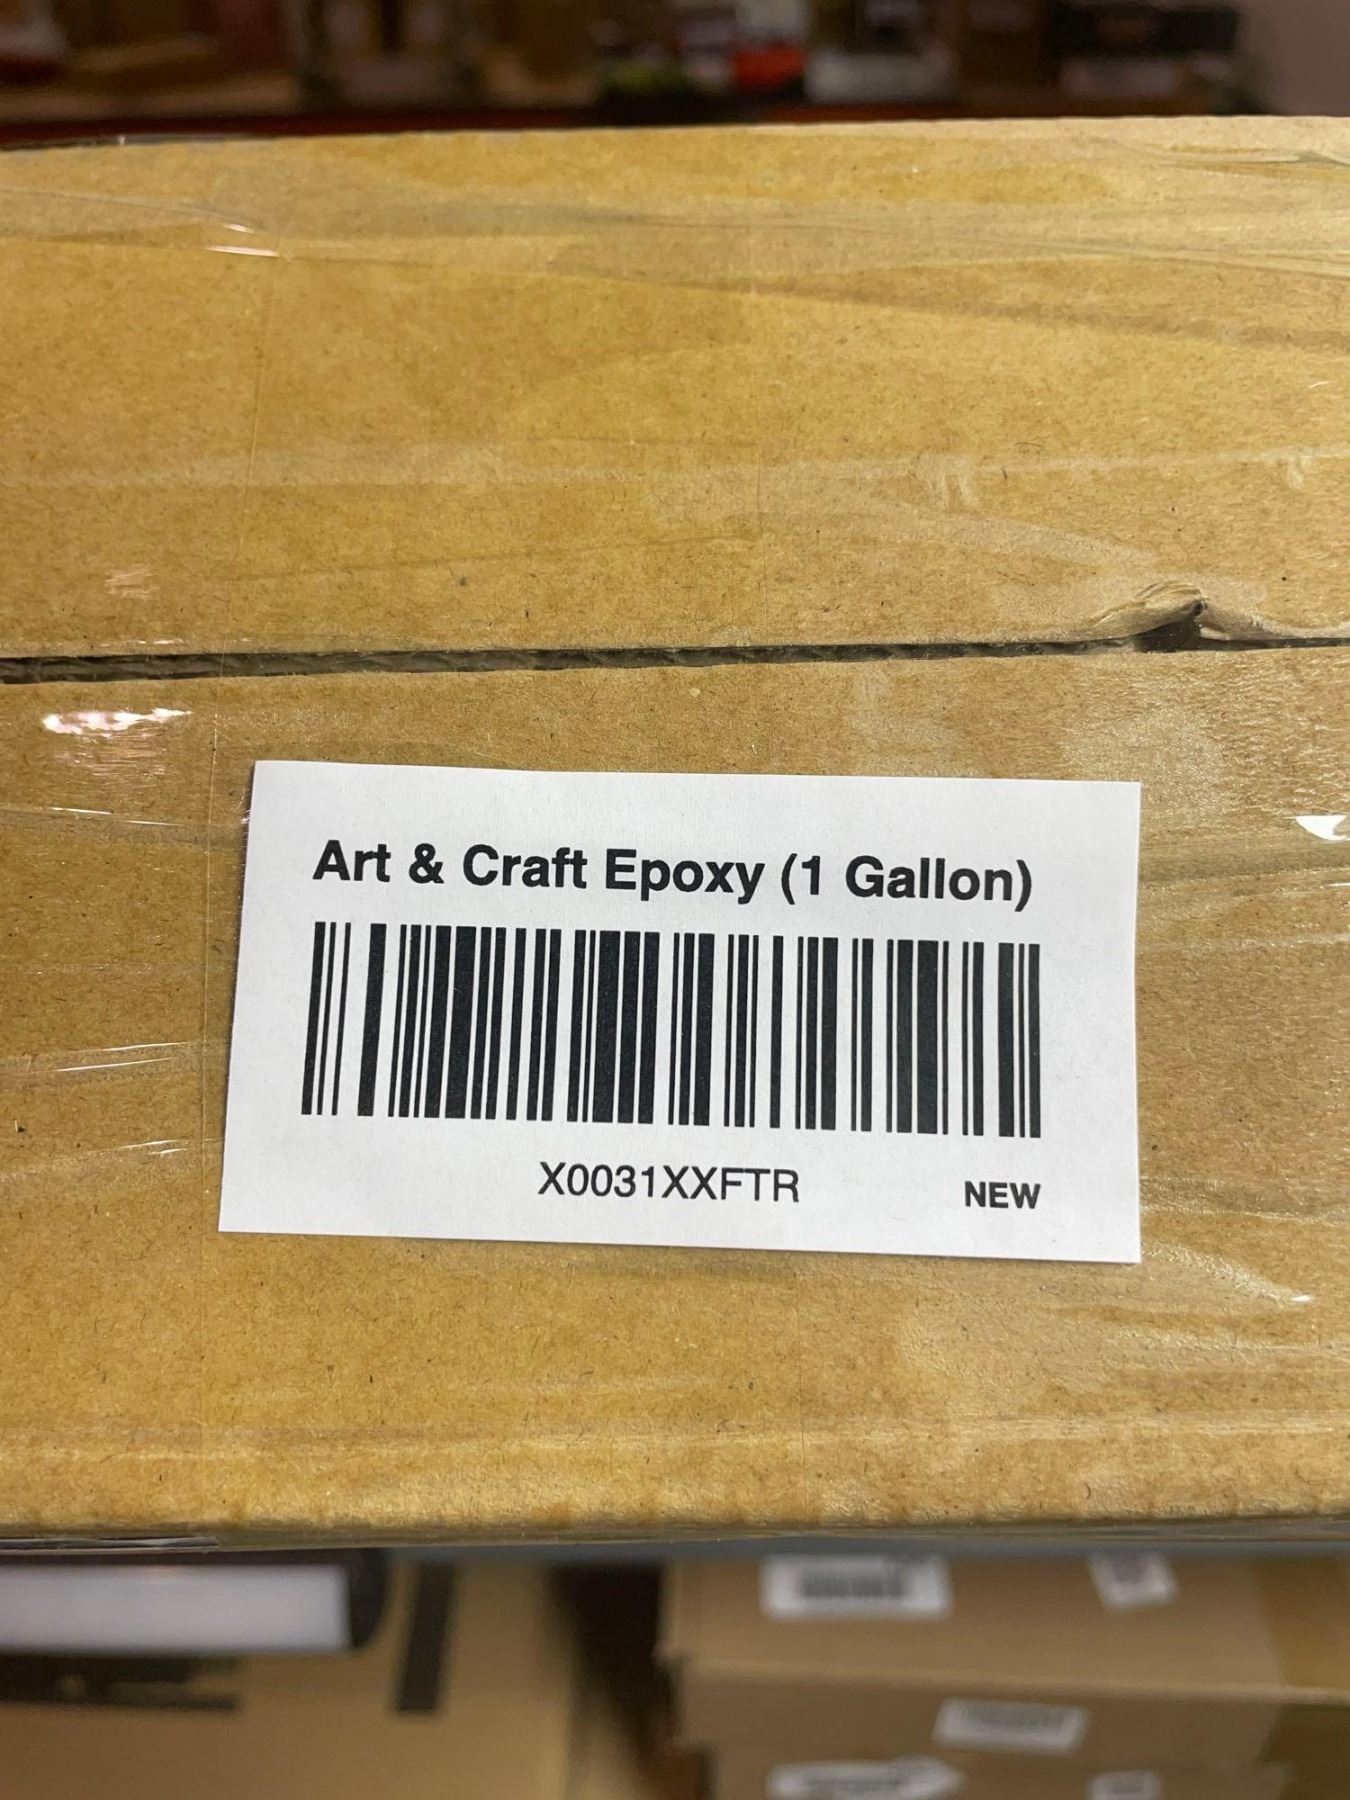 Art & Craft Epoxy (1 Gallon)
X0031XXFTR
NEW